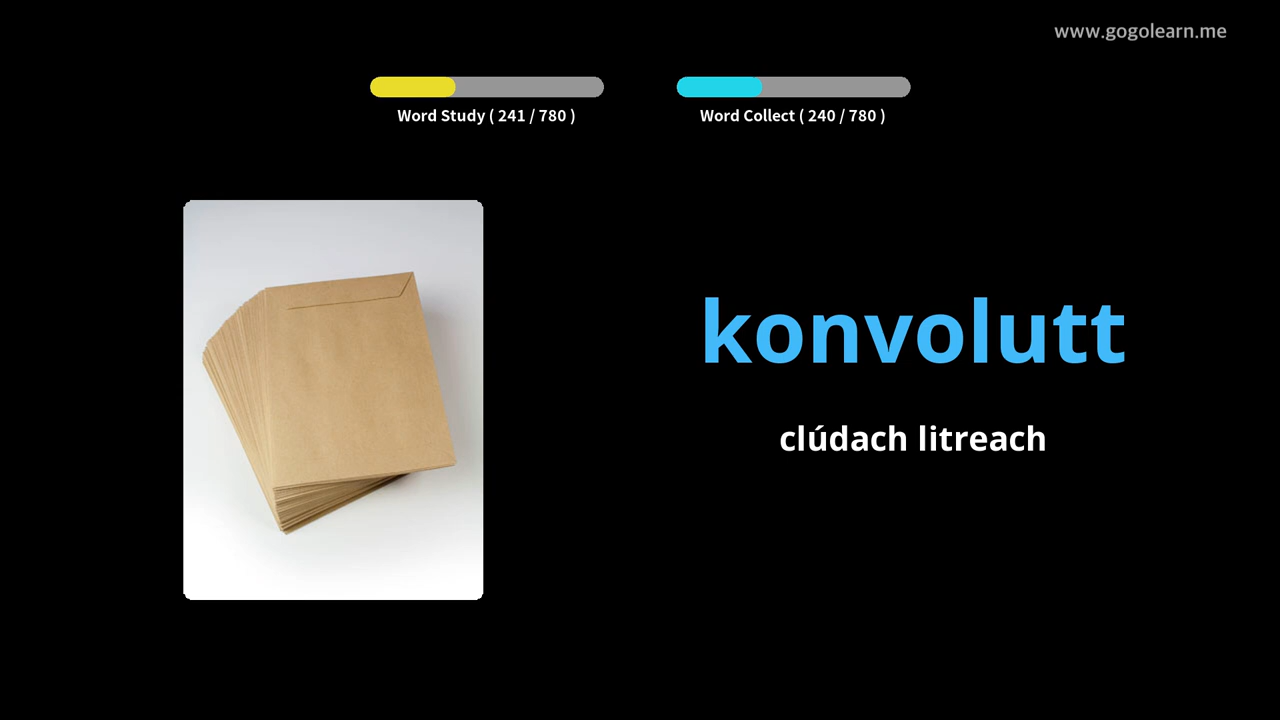 www.gogolearn.me
Word Study ( 241 / 780 )
Word Collect ( 240 / 780 )
konvolutt
clúdach litreach